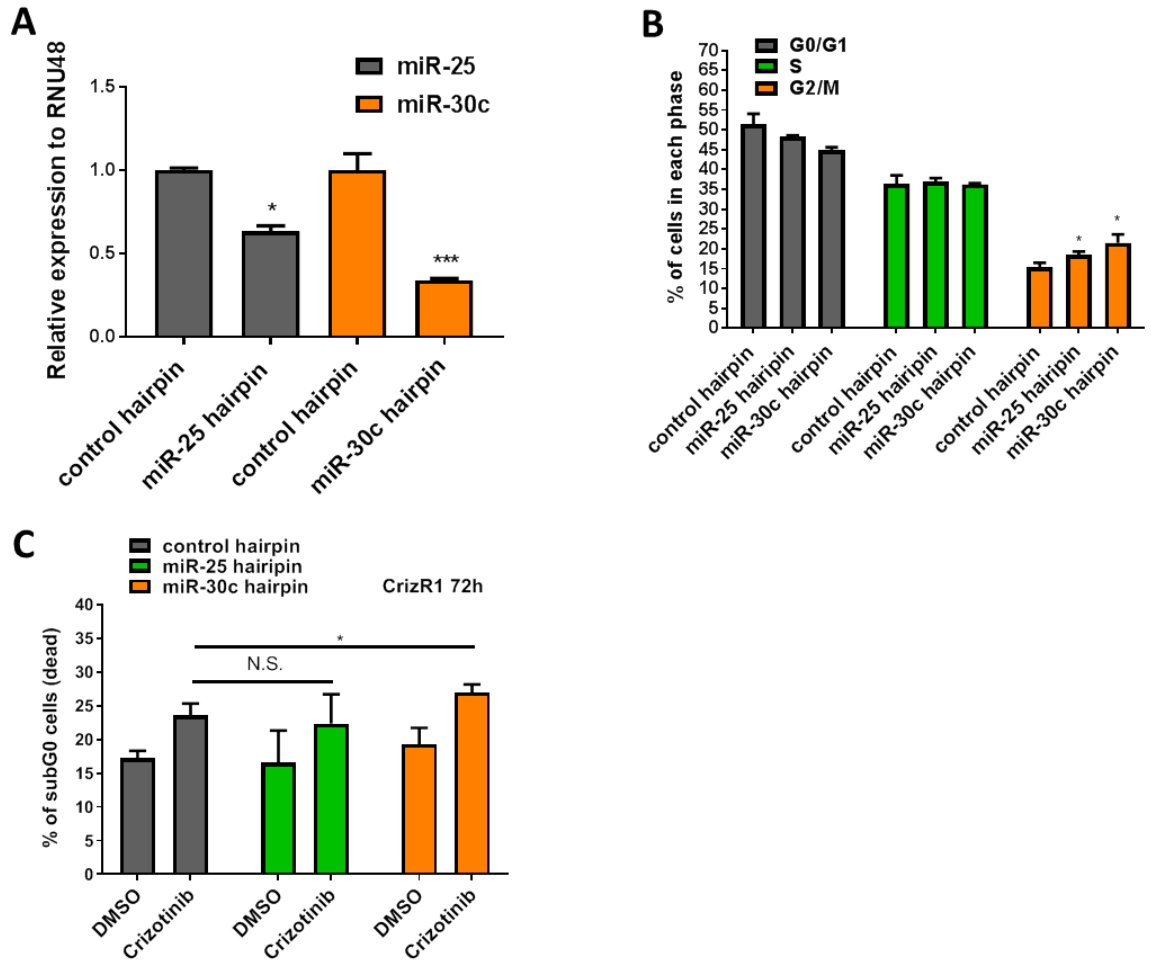 A
Relative expression to RNU48
miR-25
miR-30c
1.5
1.0
0.5
0.0
*
***
control hairpin
miR-25 hairpin
control hairpin
miR-30c hairpin
B
% of cells in each phase
G0/G1
S
G2/M
70
65
60
55
50
45
40
35
30
25
20
15
10
5
0
*
*
control hairpin
miR-25 hairipin
miR-30c hairpin
control hairpin
miR-25 hairipin
miR-30c hairpin
control hairpin
miR-25 hairipin
miR-30c hairpin
C
control hairpin
miR-25 hairipin
miR-30c hairpin
CrizR1 72h
% of subG0 cells (dead)
40
35
30
25
20
15
10
5
0
*
N.S.
DMSO
Crizotinib
DMSO
Crizotinib
DMSO
Crizotinib